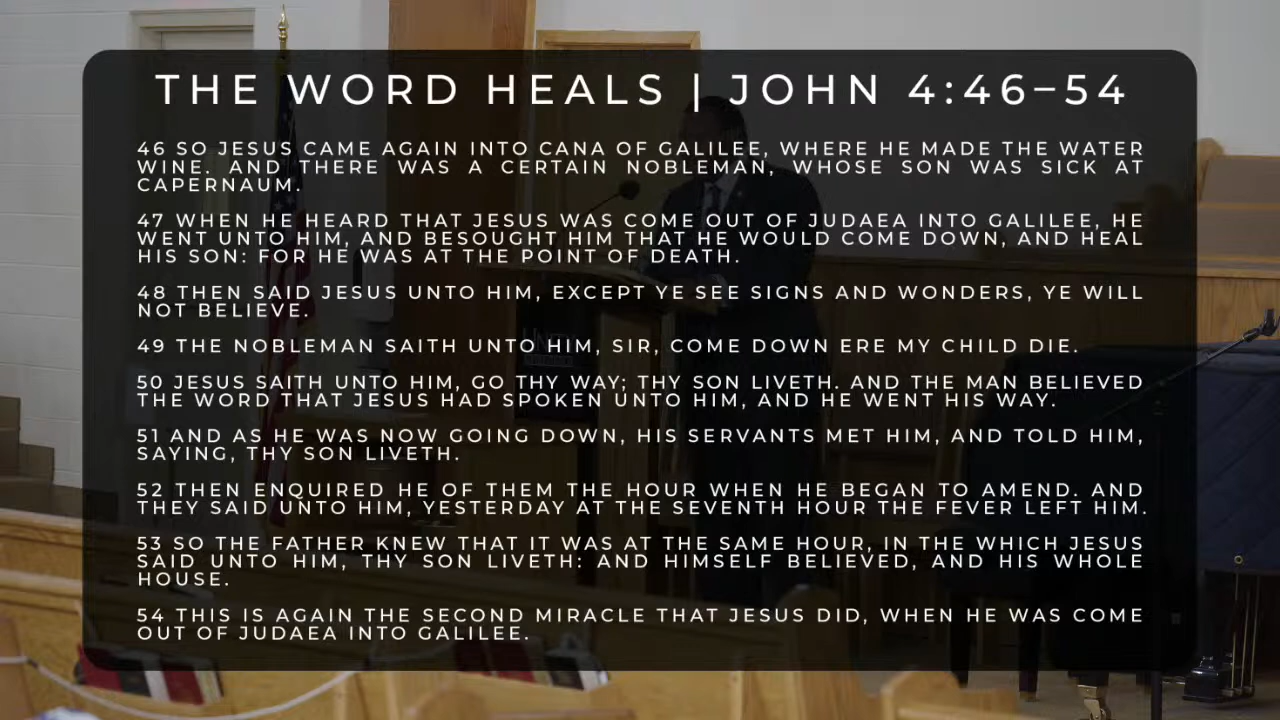 THE WORD HEALS | JOHN 4:46–54
46 SO JESUS CAME AGAIN INTO CANA OF GALILEE, WHERE HE MADE THE WATER
WINE. AND THERE WAS A CERTAIN NOBLEMAN, WHOSE SON WAS SICK AT
CAPERNAUM.
47 WHEN HE HEARD THAT JESUS WAS COME OUT OF JUDAEA INTO GALILEE, HE
WENT UNTO HIM, AND BESOUGHT HIM THAT HE WOULD COME DOWN, AND HEAL
HIS SON: FOR HE WAS AT THE POINT OF DEATH.
48 THEN SAID JESUS UNTO HIM, EXCEPT YE SEE SIGNS AND WONDERS, YE WILL
NOT BELIEVE.
49 THE NOBLEMAN SAITH UNTO HIM, SIR, COME DOWN ERE MY CHILD DIE.
50 JESUS SAITH UNTO HIM, GO THY WAY; THY SON LIVETH. AND THE MAN BELIEVED
THE WORD THAT JESUS HAD SPOKEN UNTO HIM, AND HE WENT HIS WAY.
51 AND AS HE WAS NOW GOING DOWN, HIS SERVANTS MET HIM, AND TOLD HIM,
SAYING, THY SON LIVETH.
52 THEN ENQUIRED HE OF THEM THE HOUR WHEN HE BEGAN TO AMEND. AND
THEY SAID UNTO HIM, YESTERDAY AT THE SEVENTH HOUR THE FEVER LEFT HIM.
53 SO THE FATHER KNEW THAT IT WAS AT THE SAME HOUR, IN THE WHICH JESUS
SAID UNTO HIM, THY SON LIVETH: AND HIMSELF BELIEVED, AND HIS WHOLE
HOUSE.
54 THIS IS AGAIN THE SECOND MIRACLE THAT JESUS DID, WHEN HE WAS COME
OUT OF JUDAEA INTO GALILEE.